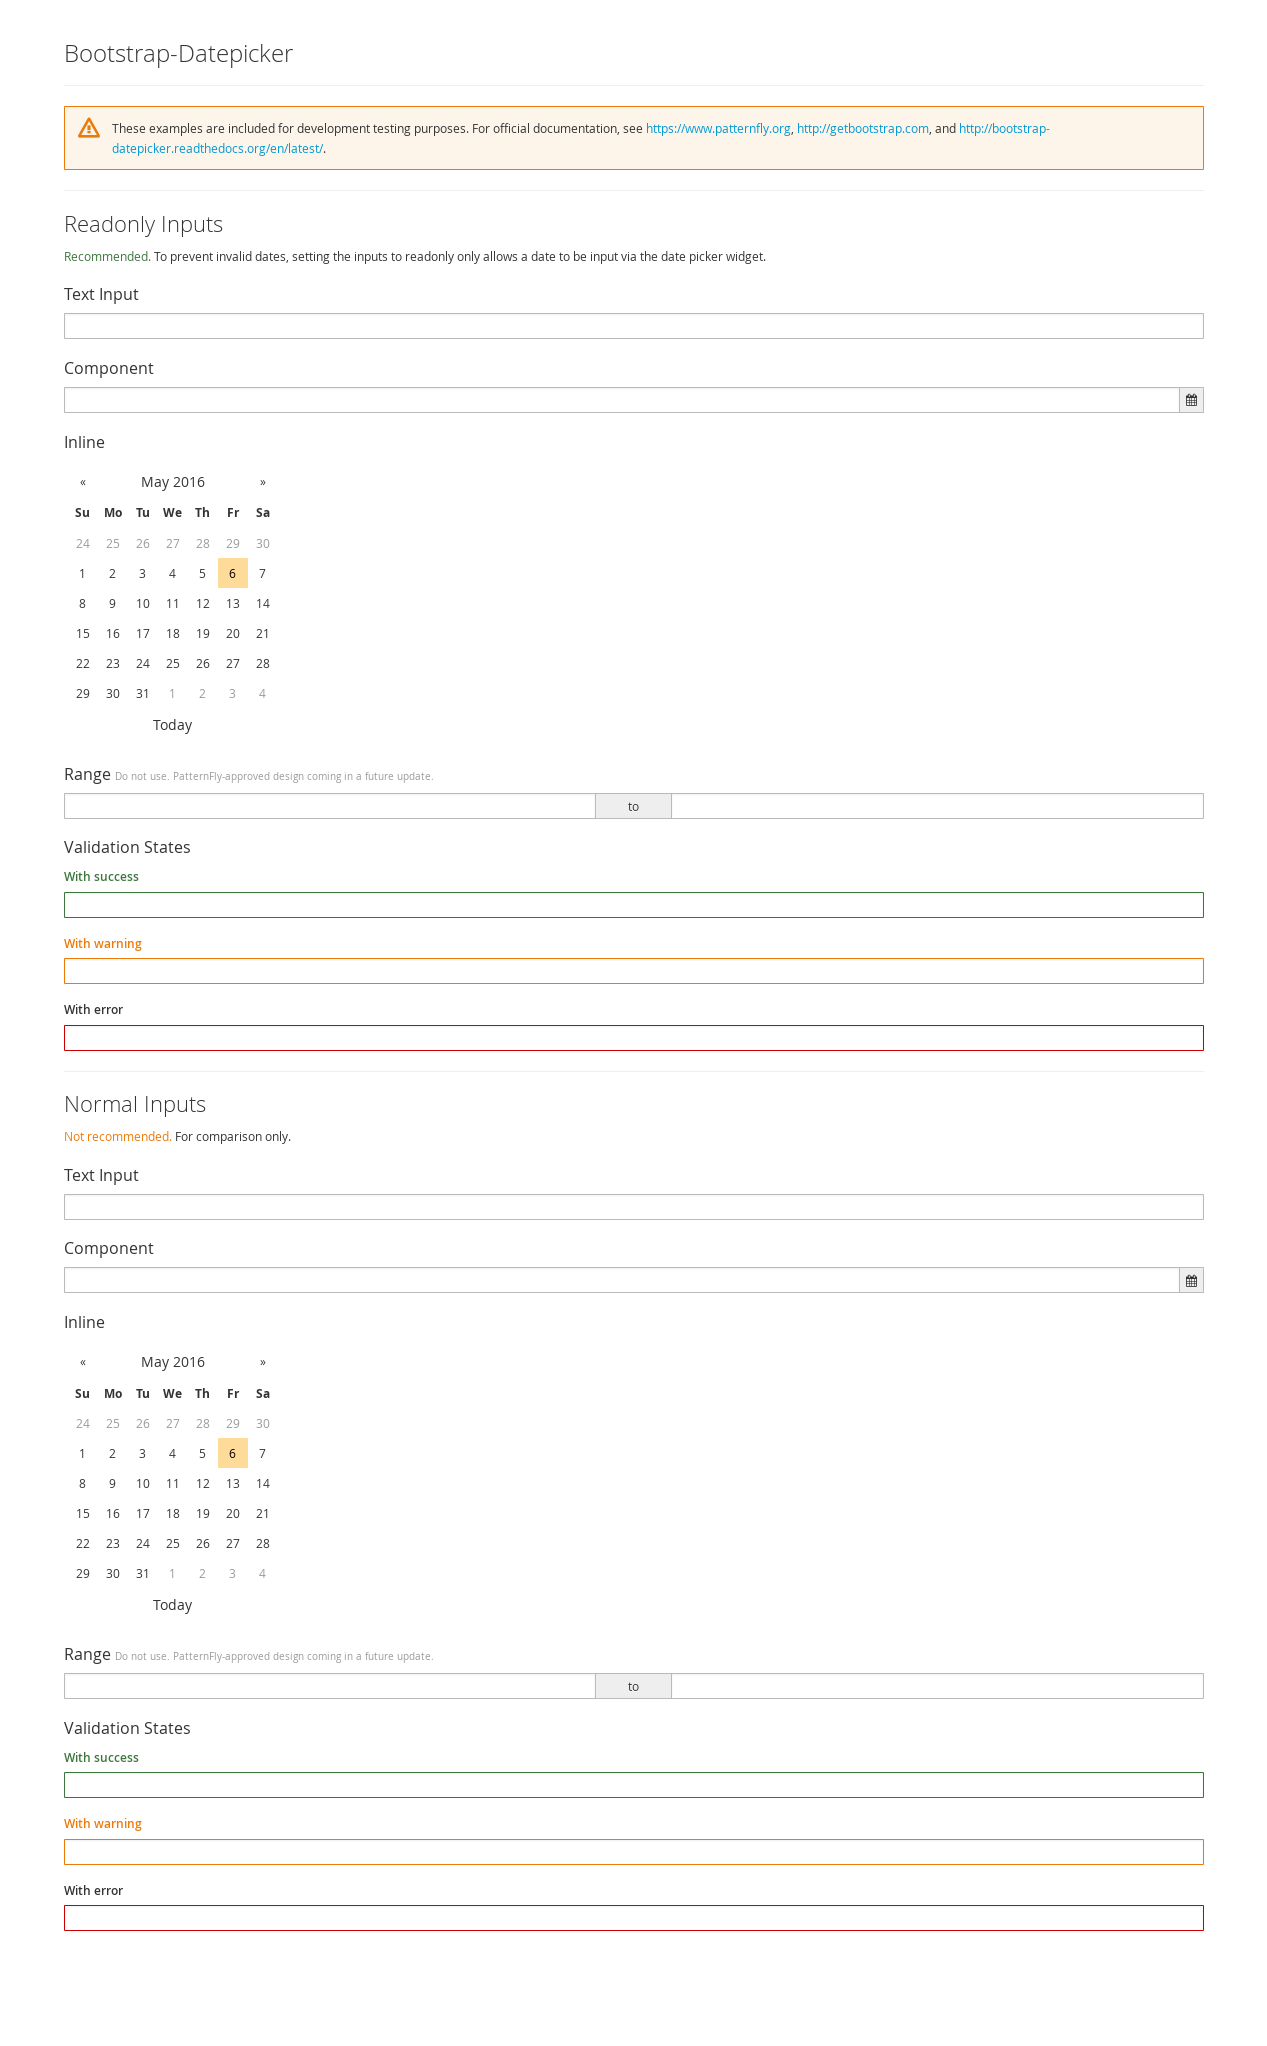 Bootstrap-Datepicker
These examples are included for development testing purposes. For official documentation, see https://www.patternfly.org, http://getbootstrap.com, and http://bootstrap-
datepicker.readthedocs.org/en/latest/.
Readonly Inputs
Recommended. To prevent invalid dates, setting the inputs to readonly only allows a date to be input via the date picker widget.
Text Input
Component
Inline
« May 2016 »
Su Mo Tu We Th Fr Sa
24 25 26 27 28 29 30
1 2 3 4 5 6 7
8 9 10 11 12 13 14
15 16 17 18 19 20 21
22 23 24 25 26 27 28
29 30 31 1 2 3 4
Today
Range Do not use. PatternFly-approved design coming in a future update.
to
Validation States
With success
With warning
With error
Normal Inputs
Not recommended. For comparison only.
Text Input
Component
Inline
« May 2016 »
Su Mo Tu We Th Fr Sa
24 25 26 27 28 29 30
1 2 3 4 5 6 7
8 9 10 11 12 13 14
15 16 17 18 19 20 21
22 23 24 25 26 27 28
29 30 31 1 2 3 4
Today
Range Do not use. PatternFly-approved design coming in a future update.
to
Validation States
With success
With warning
With error